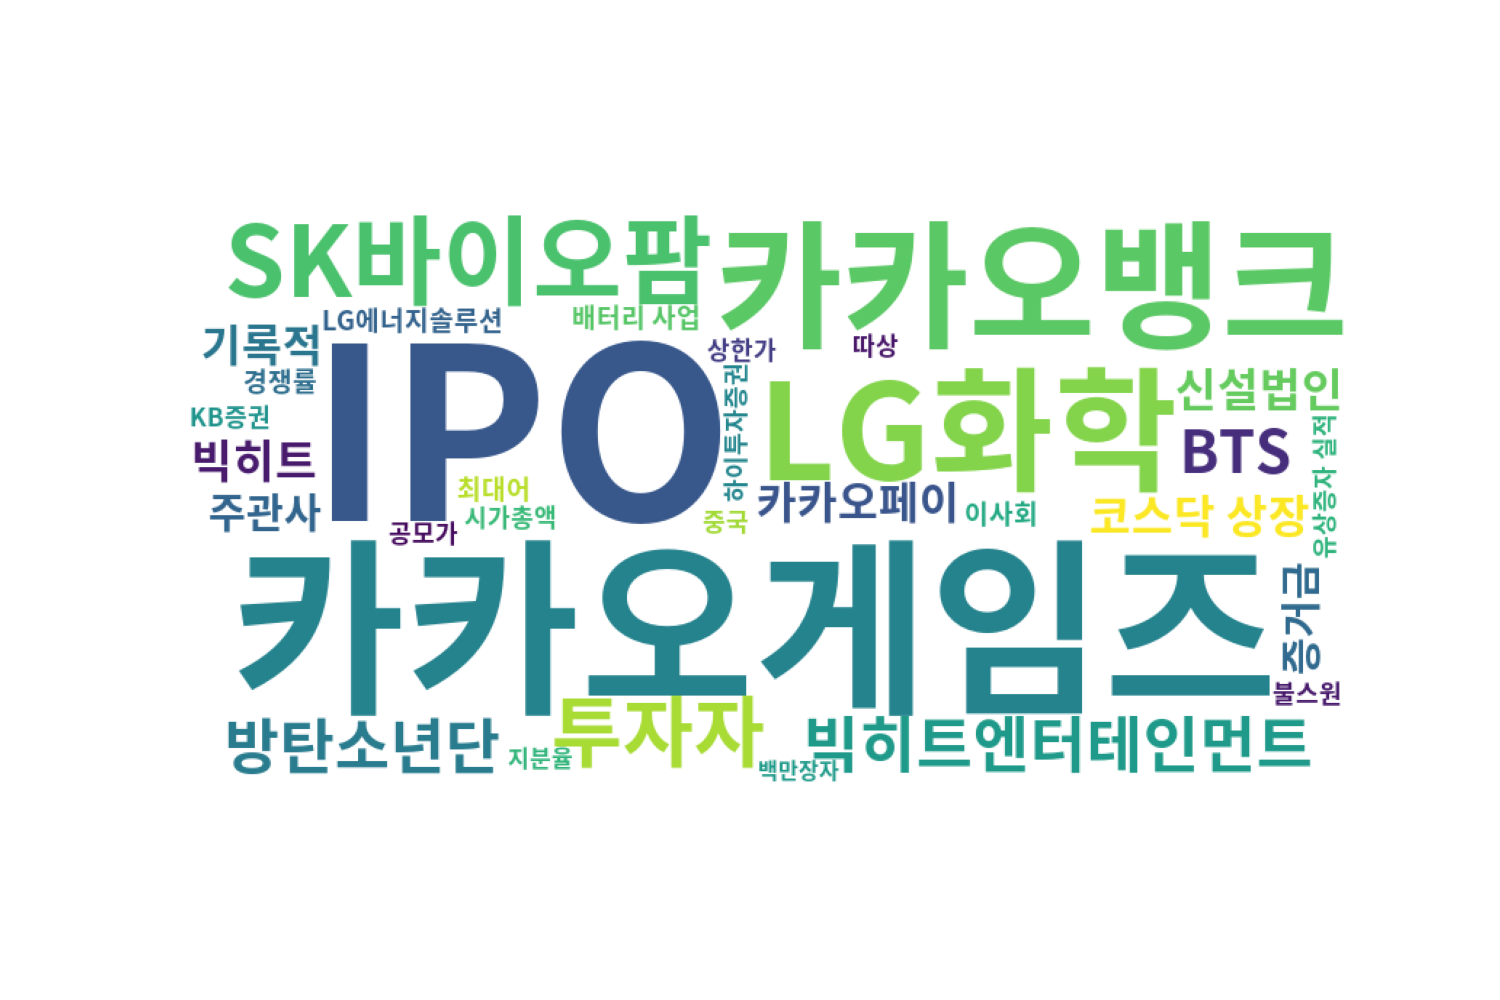 SK바이오팜
카카오뱅크
LG에너지솔루션
배터리 사업
기록적
상한가
따상
경쟁률
IPO
하이투자증권
LG화학
신설법인
KB증권
빅히트
BTS
유상증자 실적
최대어
카카오페이
주관사
시가총액
중국
이사회
코스닥 상장
공모가
카카오게임즈
증거금
불스원
방탄소년단
지분율
투자자
백만장자
빅히트엔터테인먼트